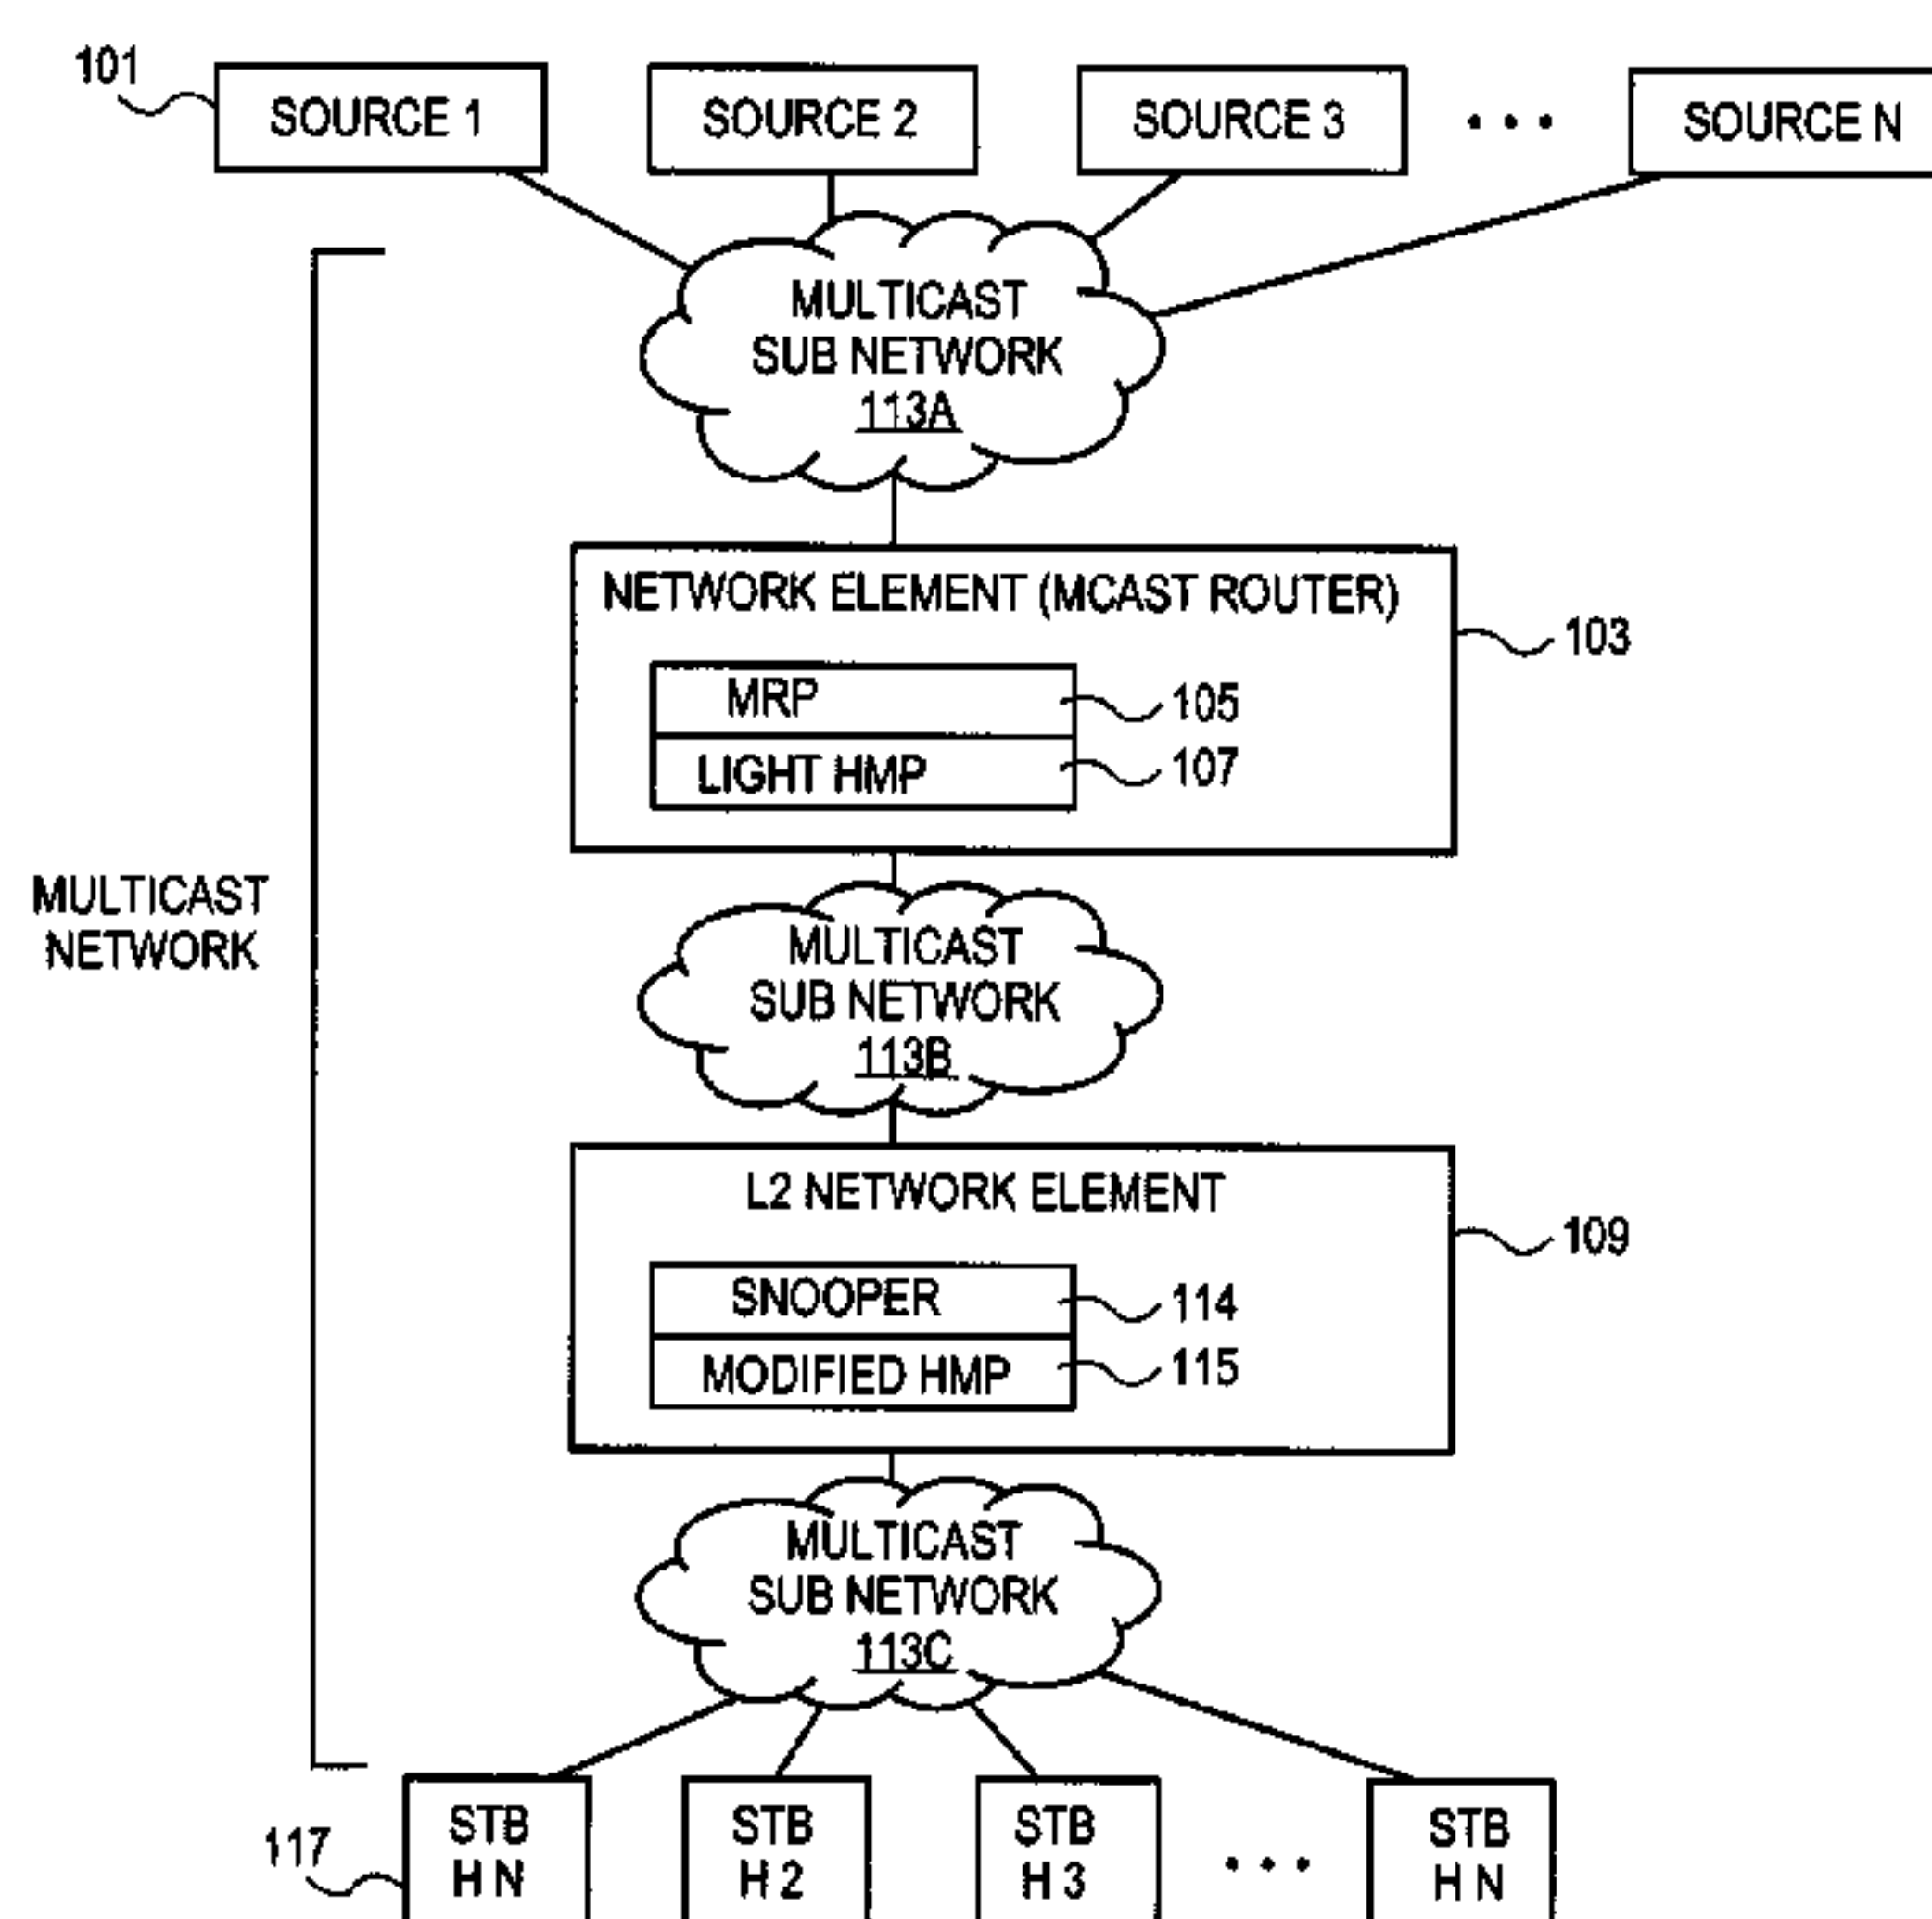 101
SOURCE 1
SOURCE 2
SOURCE 3
• • •
SOURCE N
MULTICAST
SUB NETWORK
113A
NETWORK ELEMENT (MCAST ROUTER)
103
MRP
105
LIGHT HMP
107
MULTICAST
NETWORK
MULTICAST
SUB NETWORK
113B
L2 NETWORK ELEMENT
109
SNOOPER
114
MODIFIED HMP
115
MULTICAST
SUB NETWORK
113C
117
STB
H N
STB
H 2
STB
H 3
• • •
STB
H N